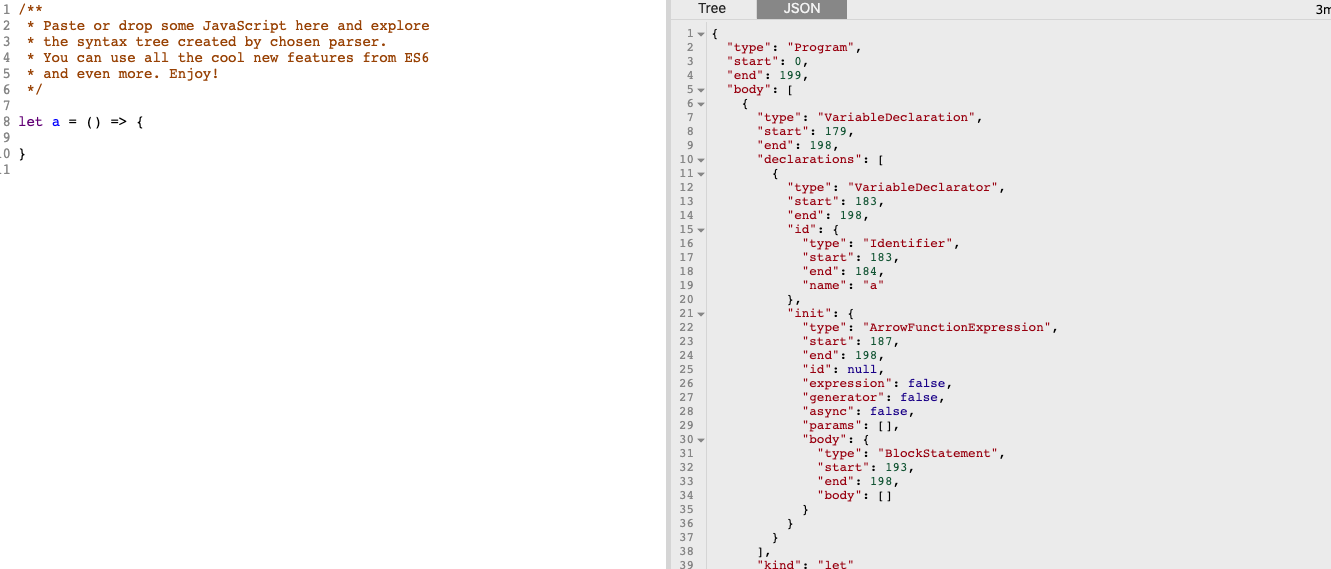 1 /**
2  * Paste or drop some JavaScript here and explore
3  * the syntax tree created by chosen parser.
4  * You can use all the cool new features from ES6
5  * and even more. Enjoy!
6  */
7
8 let a = () => {
9
10 }
11
Tree JSON 3m
1 {
2   "type": "Program",
3   "start": 0,
4   "end": 199,
5   "body": [
6     {
7       "type": "VariableDeclaration",
8       "start": 179,
9       "end": 198,
10       "declarations": [
11         {
12           "type": "VariableDeclarator",
13           "start": 183,
14           "end": 198,
15           "id": {
16             "type": "Identifier",
17             "start": 183,
18             "end": 184,
19             "name": "a"
20           },
21           "init": {
22             "type": "ArrowFunctionExpression",
23             "start": 187,
24             "end": 198,
25             "id": null,
26             "expression": false,
27             "generator": false,
28             "async": false,
29             "params": [],
30             "body": {
31               "type": "BlockStatement",
32               "start": 193,
33               "end": 198,
34               "body": []
35             }
36           }
37         }
38       ],
39       "kind": "let"